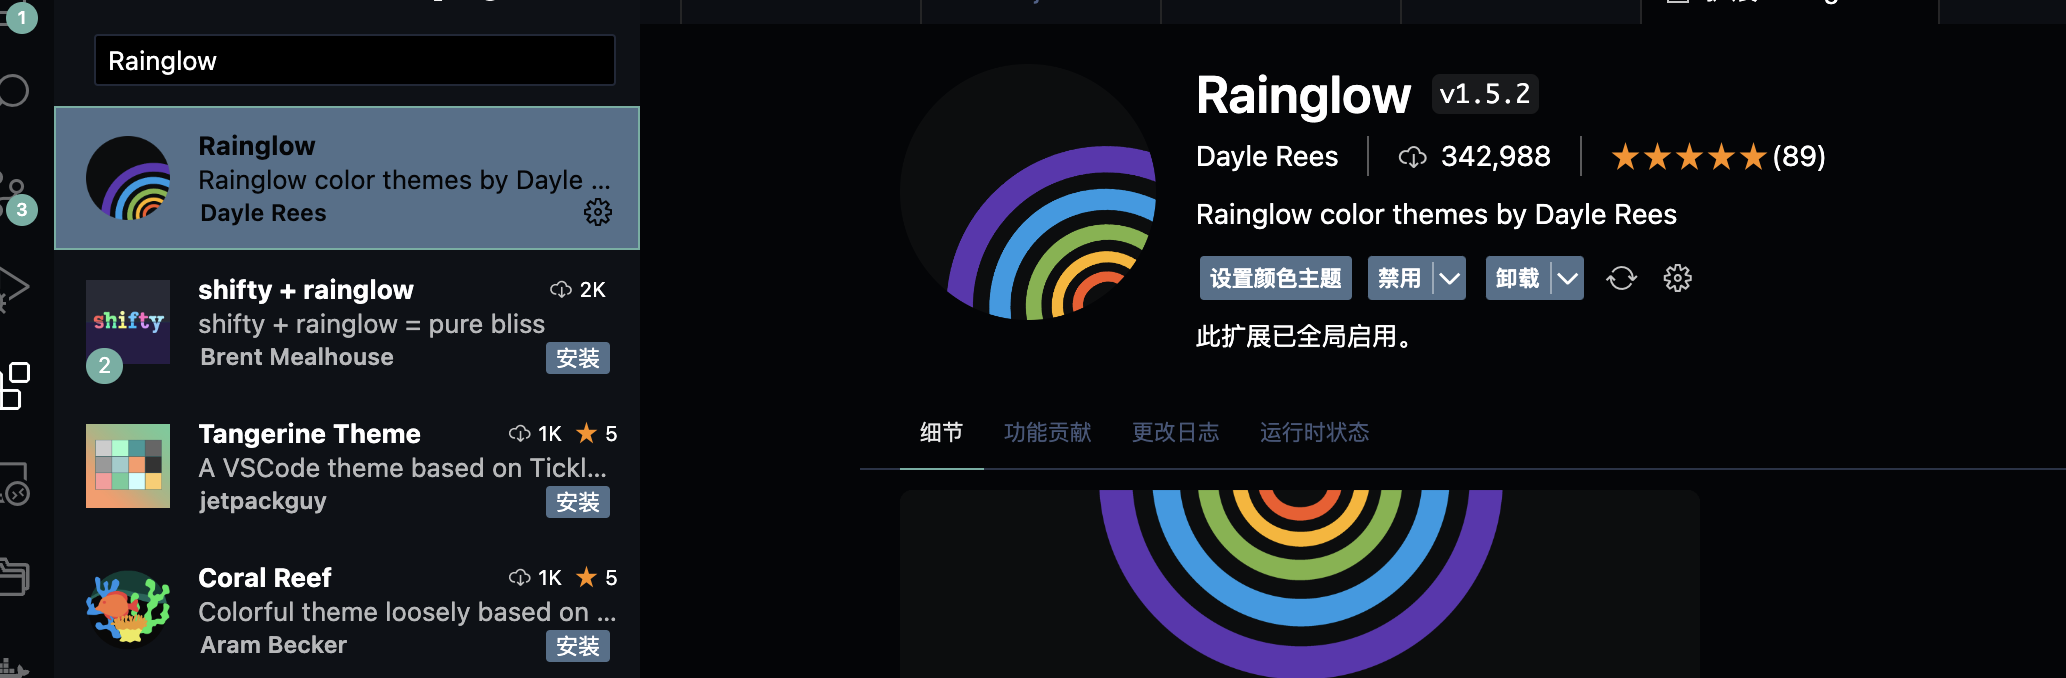 1
3
Rainglow
Rainglow
Rainglow color themes by Dayle ...
Dayle Rees
shifty
2
shifty + rainglow 2K
shifty + rainglow = pure bliss
Brent Mealhouse 安装
Tangerine Theme 1K ★ 5
A VSCode theme based on Tickl...
jetpackguy 安装
Coral Reef 1K ★ 5
Colorful theme loosely based on ...
Aram Becker 安装
Rainglow v1.5.2
Dayle Rees 342,988 ★★★★★(89)
Rainglow color themes by Dayle Rees
设置颜色主题 禁用 卸载
此扩展已全局启用。
细节 功能贡献 更改日志 运行时状态